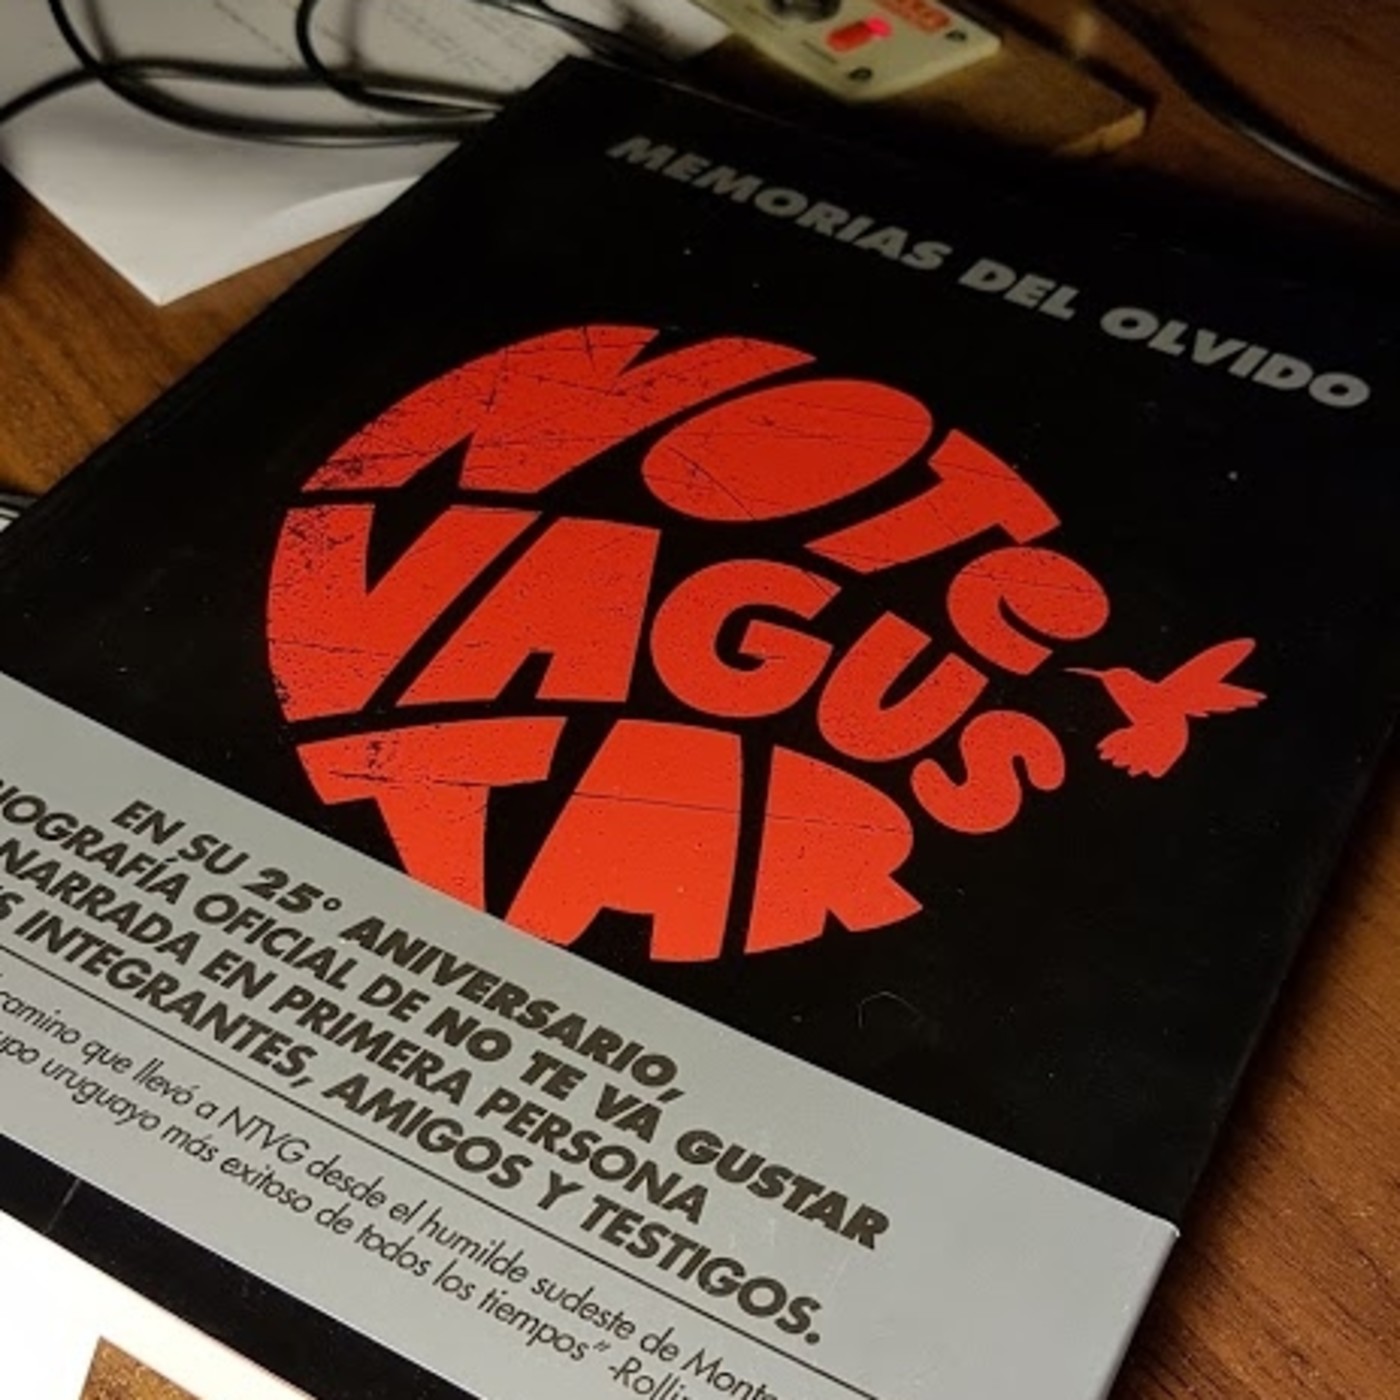 MEMORIAS DEL OLVIDO
NO Te
VA GUS
TAR
EN SU 25° ANIVERSARIO,
BIOGRAFÍA OFICIAL DE NO TE VA GUSTAR
NARRADA EN PRIMERA PERSONA
INTEGRANTES, AMIGOS Y TESTIGOS.
camino que llevó a NTVG desde el humilde sudeste de Monte
uruguayo más exitoso de todos los tiempos" -Rollin